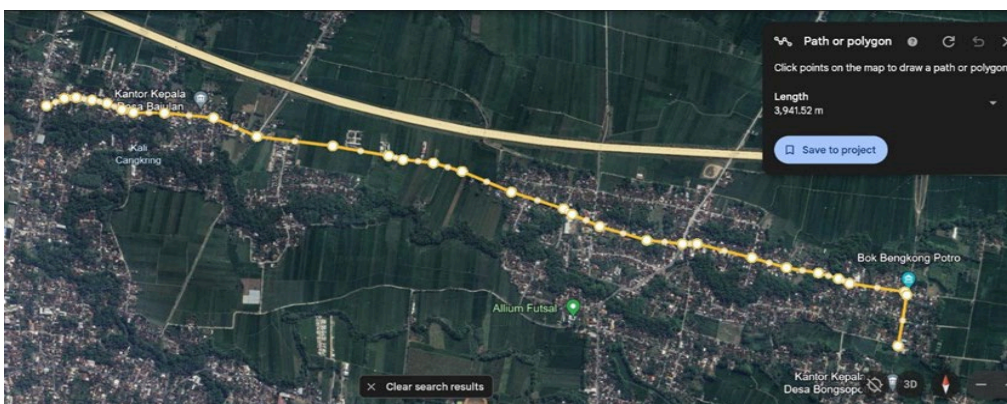 Path or polygon
Click points on the map to draw a path or polygon
Length
3,941.52 m
Save to project
Kantor Kepala
Desa Bajulan
Kali
Cangkring
Bok Bengkong Potro
Allium Futsal
Clear search results
Kantor Kepal
Desa Bongsopo
3D